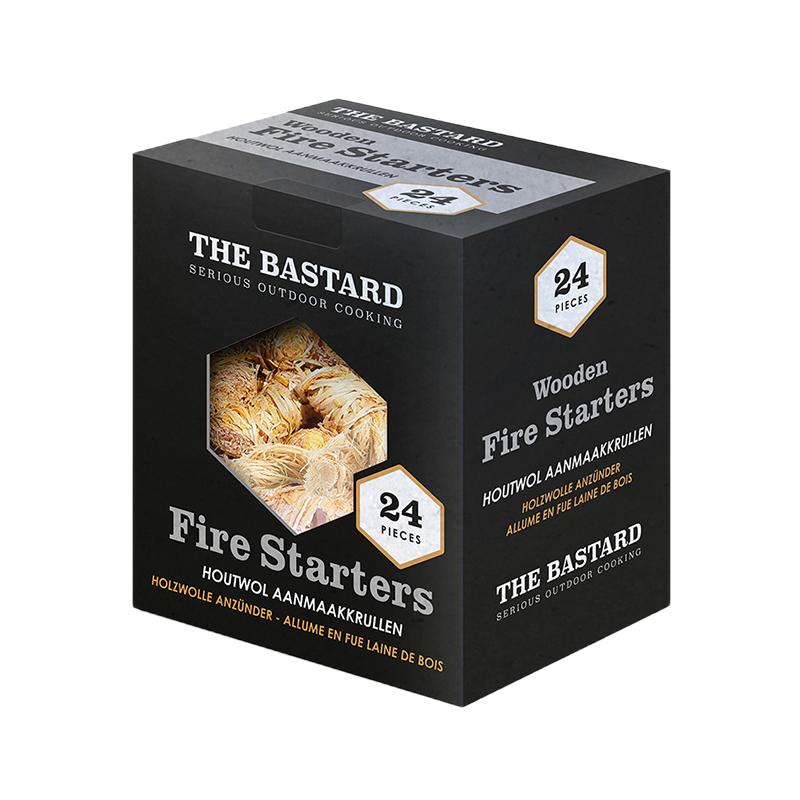 THE BASTARD
SERIOUS OUTDOOR COOKING
Wooden
Fire Starters
HOUTWOL AANMAAKKRULLEN
24
PIECES
THE BASTARD
SERIOUS OUTDOOR COOKING
24
PIECES
Fire Starters
HOUTWOL AANMAAKKRULLEN
HOLZWOLLE ANZÜNDER - ALLUME EN FUE LAINE DE BOIS
24
PIECES
Wooden
Fire Starters
HOUTWOL AANMAAKKRULLEN
HOLZWOLLE ANZÜNDER
ALLUME EN FUE LAINE DE BOIS
THE BASTARD
SERIOUS OUTDOOR COOKING